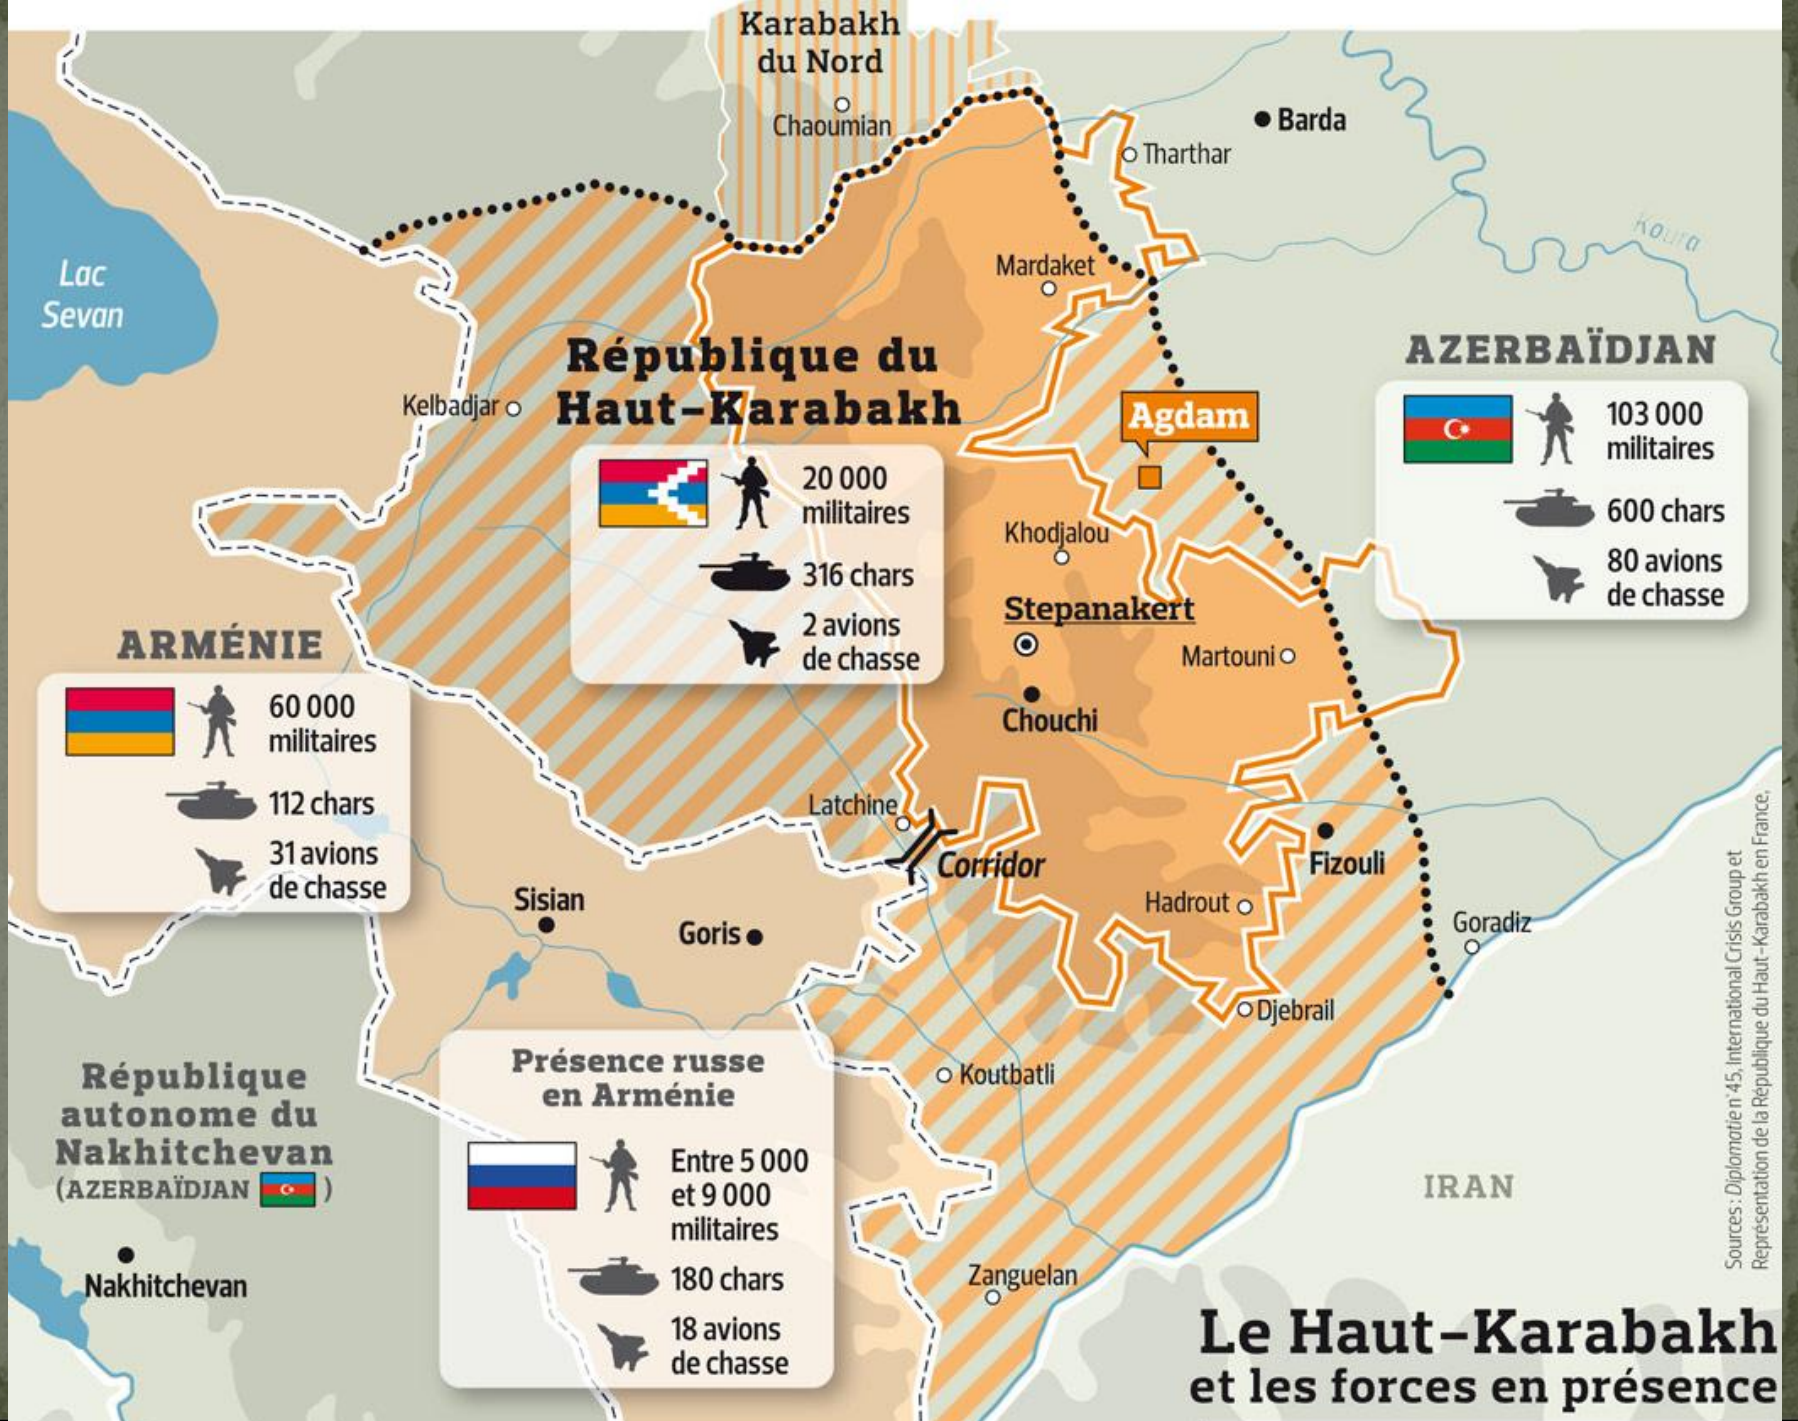 Karabakh
du Nord
Chaoumian
Barda
Tharthar
Koura
Lac
Sevan
Mardaket
République du
Haut-Karabakh
20 000
militaires
316 chars
2 avions
de chasse
Kelbadjar
Agdam
AZERBAÏDJAN
103 000
militaires
600 chars
80 avions
de chasse
Khodjalou
Stepanakert
Martouni
Chouchi
ARMÉNIE
60 000
militaires
112 chars
31 avions
de chasse
Latchine
Corridor
Fizouli
Hadrout
Goradiz
Sisian
Goris
Djebrail
Koutbatli
République
autonome du
Nakhitchevan
(AZERBAÏDJAN )
Nakhitchevan
Présence russe
en Arménie
Entre 5 000
et 9 000
militaires
180 chars
18 avions
de chasse
IRAN
Zanguelan
Le Haut-Karabakh
et les forces en présence
Sources : Diplomatie n°45, International Crisis Group et
Représentation de la République du Haut-Karabakh en France,